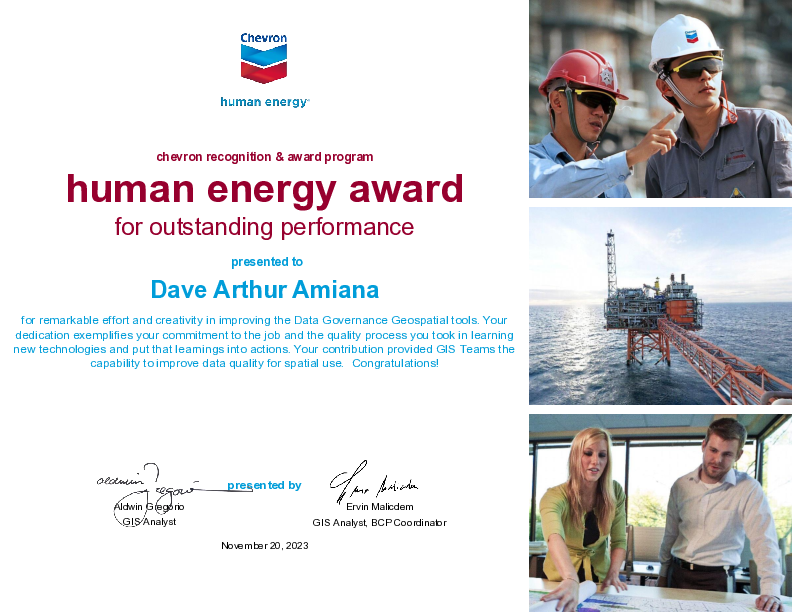 Chevron
human energy
chevron recognition & award program
human energy award
for outstanding performance
presented to
Dave Arthur Amiana
for remarkable effort and creativity in improving the Data Governance Geospatial tools. Your
dedication exemplifies your commitment to the job and the quality process you took in learning
new technologies and put that learnings into actions. Your contribution provided GIS Teams the
capability to improve data quality for spatial use. Congratulations!
presented by
Aldwin Gregorio
GIS Analyst
Ervin Malicdem
GIS Analyst, BCP Coordinator
November 20, 2023